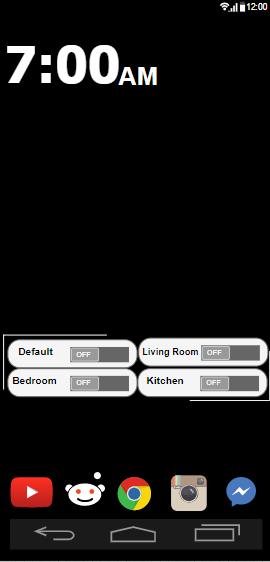 12:00
7:00AM
Default OFF
Living Room OFF
Bedroom OFF
Kitchen OFF